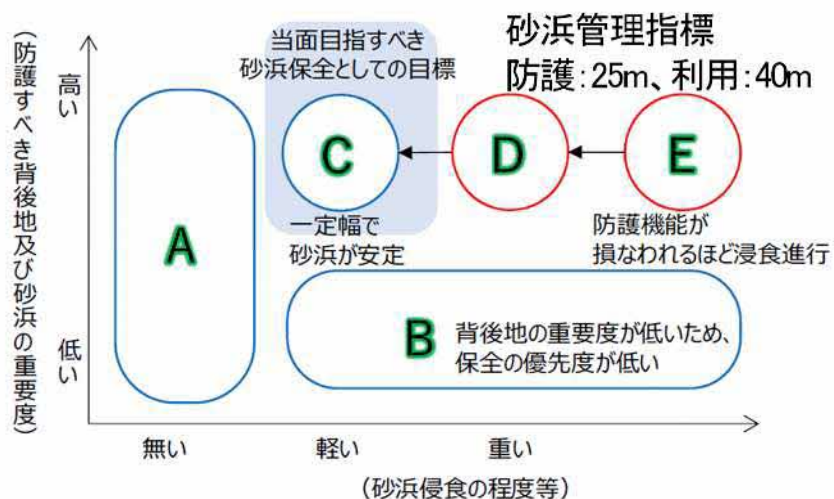 砂浜管理指標
防護:25m、利用:40m
当面目指すべき
砂浜保全としての目標
(防護すべき背後地及び砂浜の重要度)
高い
低い
A
C
D
E
一定幅で
砂浜が安定
防護機能が
損なわれるほど浸食進行
B
背後地の重要度が低いため、
保全の優先度が低い
無い
軽い
重い
(砂浜侵食の程度等)